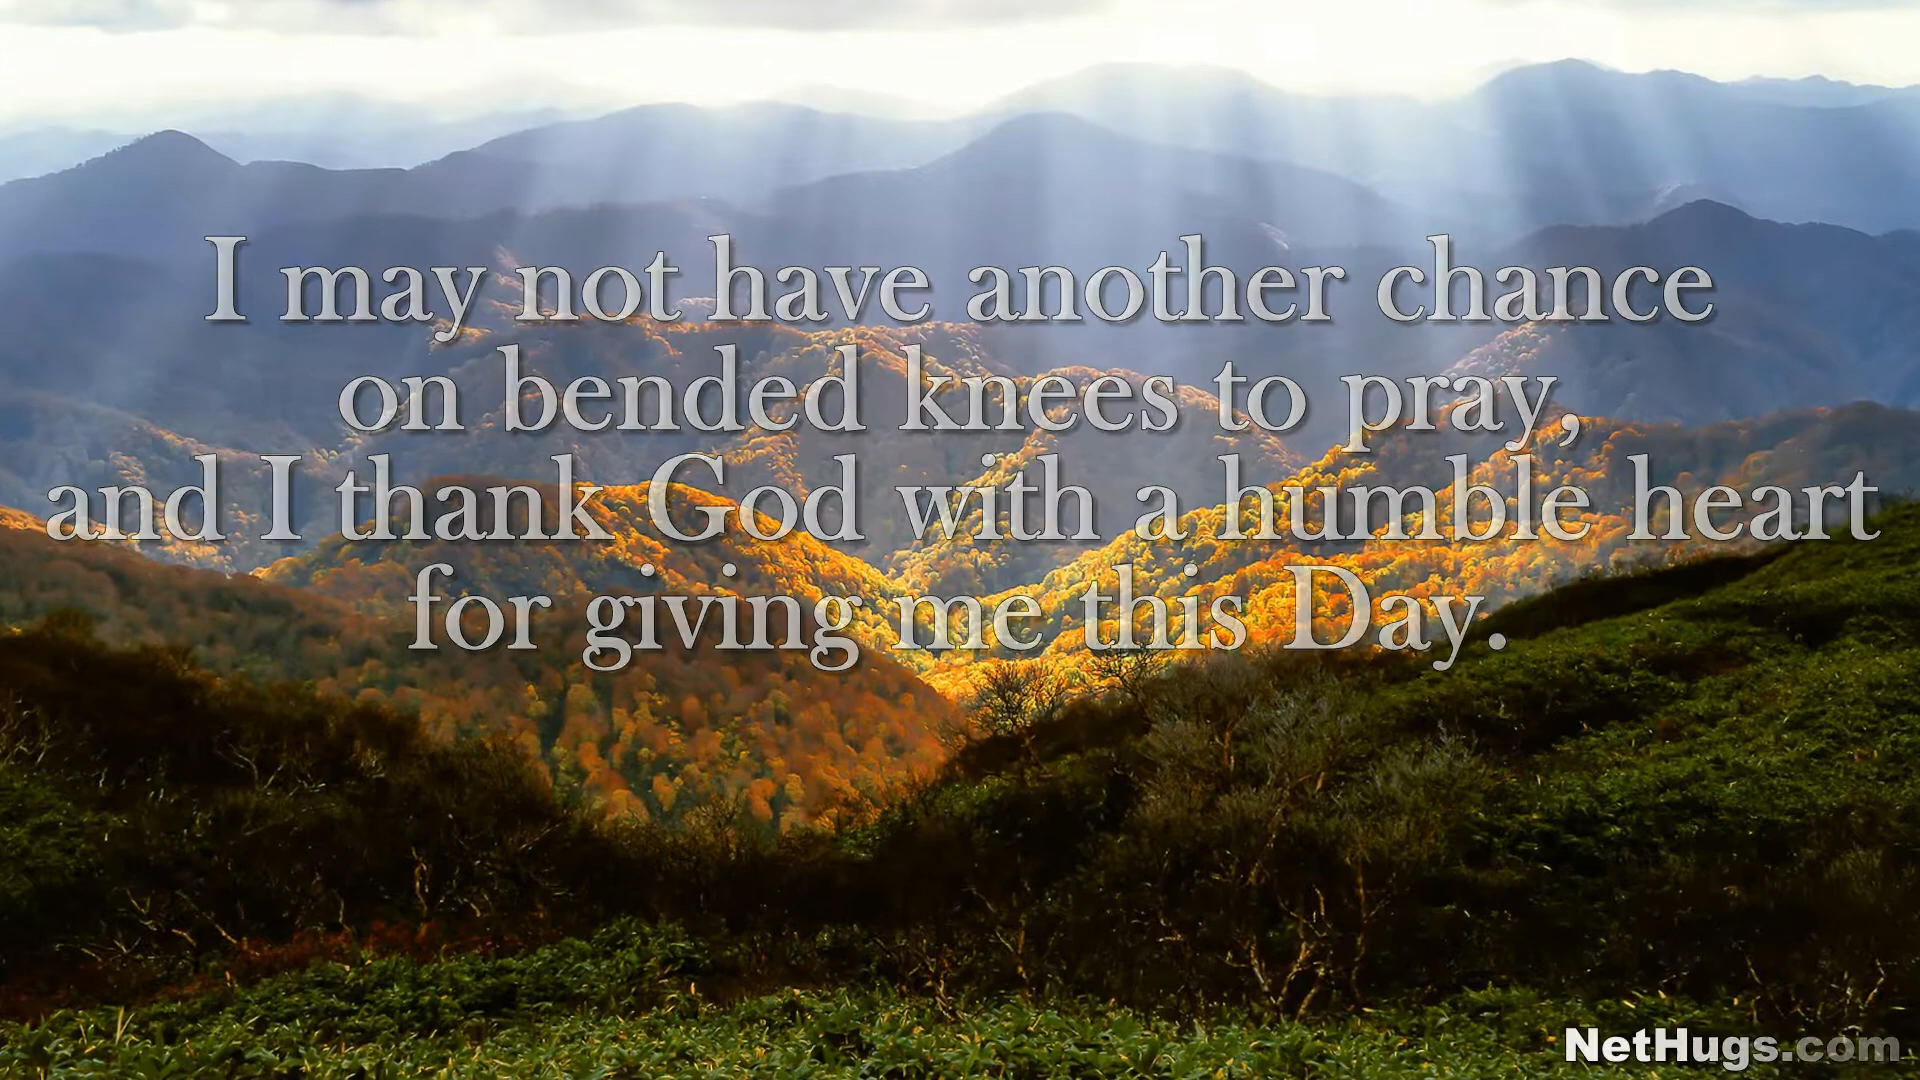 I may not have another chance
on bended knees to pray,
and I thank God with a humble heart
for giving me this Day.
NetHugs.com